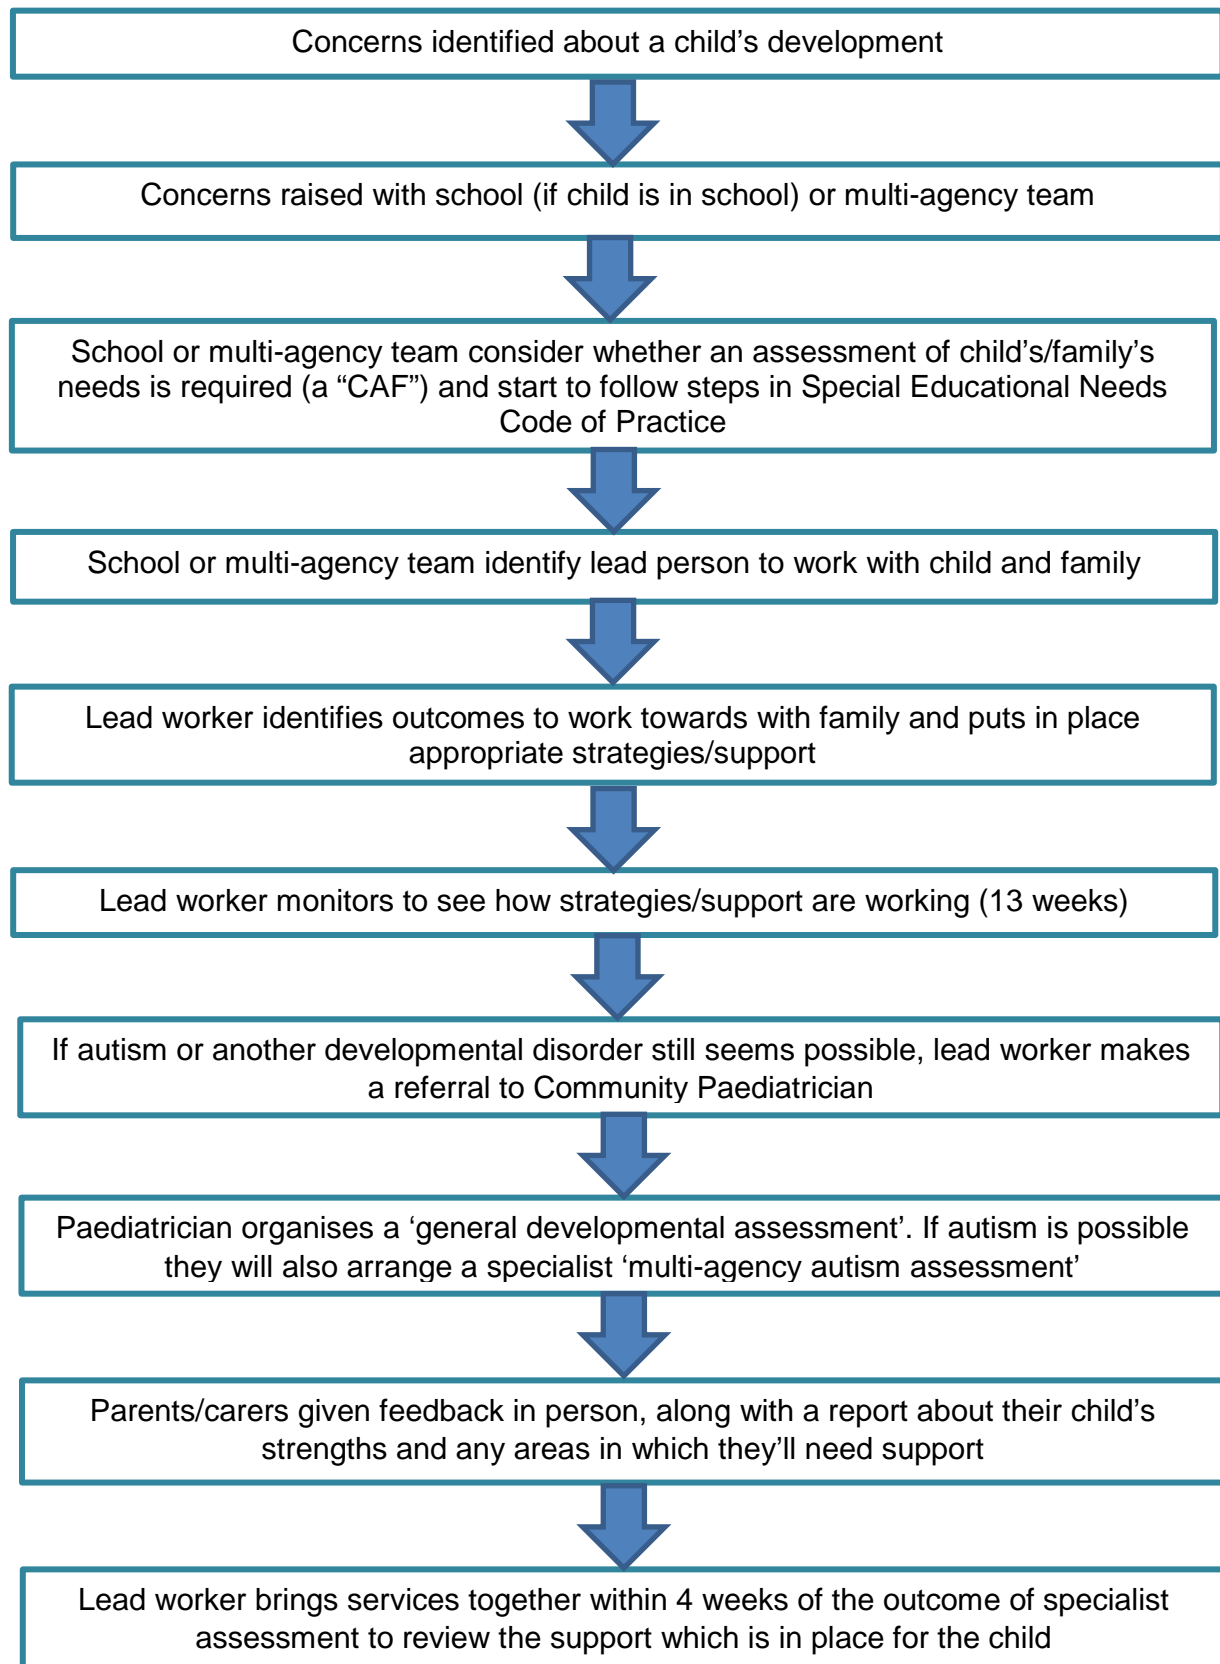 Concerns identified about a child’s development
Concerns raised with school (if child is in school) or multi-agency team
School or multi-agency team consider whether an assessment of child’s/family’s
needs is required (a “CAF”) and start to follow steps in Special Educational Needs
Code of Practice
School or multi-agency team identify lead person to work with child and family
Lead worker identifies outcomes to work towards with family and puts in place
appropriate strategies/support
Lead worker monitors to see how strategies/support are working (13 weeks)
If autism or another developmental disorder still seems possible, lead worker makes
a referral to Community Paediatrician
Paediatrician organises a ‘general developmental assessment’. If autism is possible
they will also arrange a specialist ‘multi-agency autism assessment’
Parents/carers given feedback in person, along with a report about their child’s
strengths and any areas in which they’ll need support
Lead worker brings services together within 4 weeks of the outcome of specialist
assessment to review the support which is in place for the child